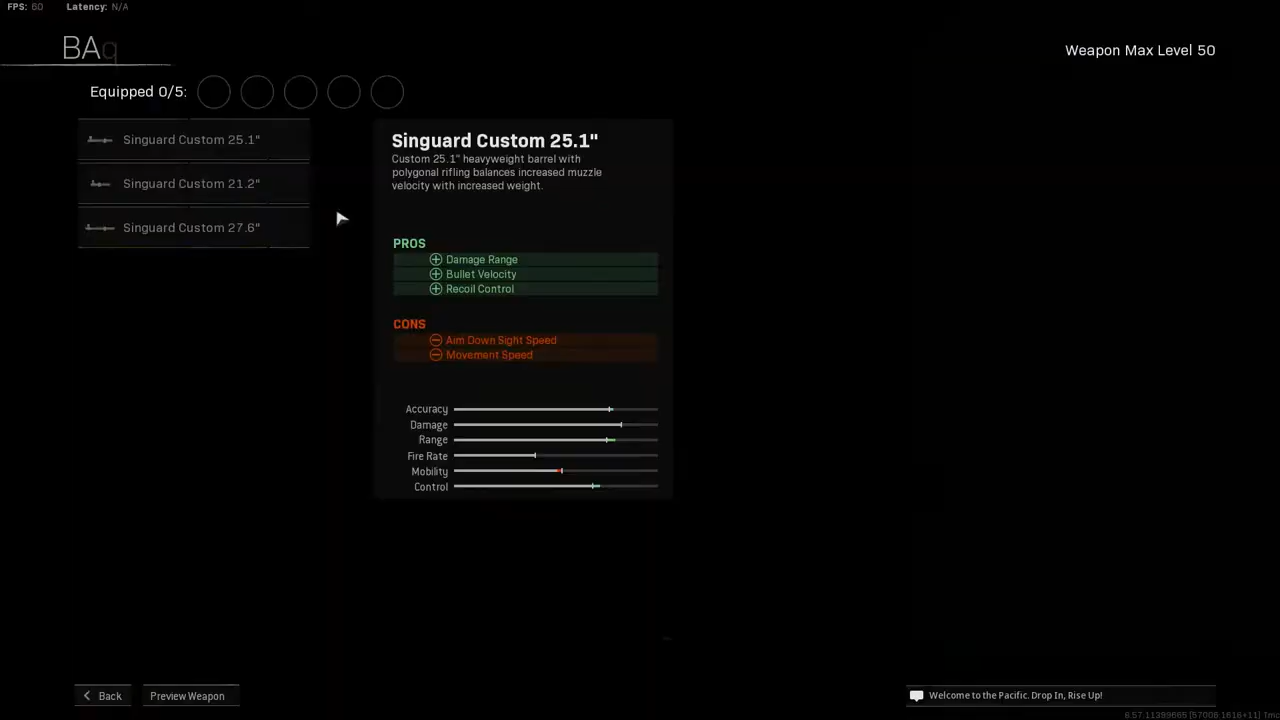 FPS: 60 Latency: N/A
BA
Weapon Max Level 50
Equipped 0/5:
Singuard Custom 25.1"
Singuard Custom 21.2"
Singuard Custom 27.6"
Singuard Custom 25.1"
Custom 25.1" heavyweight barrel with
polygonal rifling balances increased muzzle
velocity with increased weight.
PROS
Damage Range
Bullet Velocity
Recoil Control
CONS
Aim Down Sight Speed
Movement Speed
Accuracy
Damage
Range
Fire Rate
Mobility
Control
Back
Preview Weapon
Welcome to the Pacific. Drop In, Rise Up!